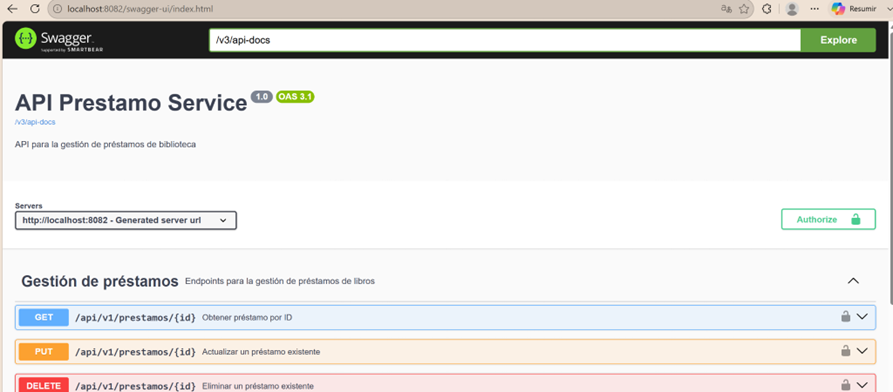 localhost:8082/swagger-ui/index.html
Resumir
Swagger.
Supported by SMARTBEAR
/v3/api-docs
Explore
API Prestamo Service 1.0 OAS 3.1
/v3/api-docs
API para la gestión de préstamos de biblioteca
Servers
http://localhost:8082 - Generated server url
Authorize
Gestión de préstamos Endpoints para la gestión de préstamos de libros
GET /api/v1/prestamos/{id} Obtener préstamo por ID
PUT /api/v1/prestamos/{id} Actualizar un préstamo existente
DELETE /api/v1/prestamos/{id} Eliminar un préstamo existente